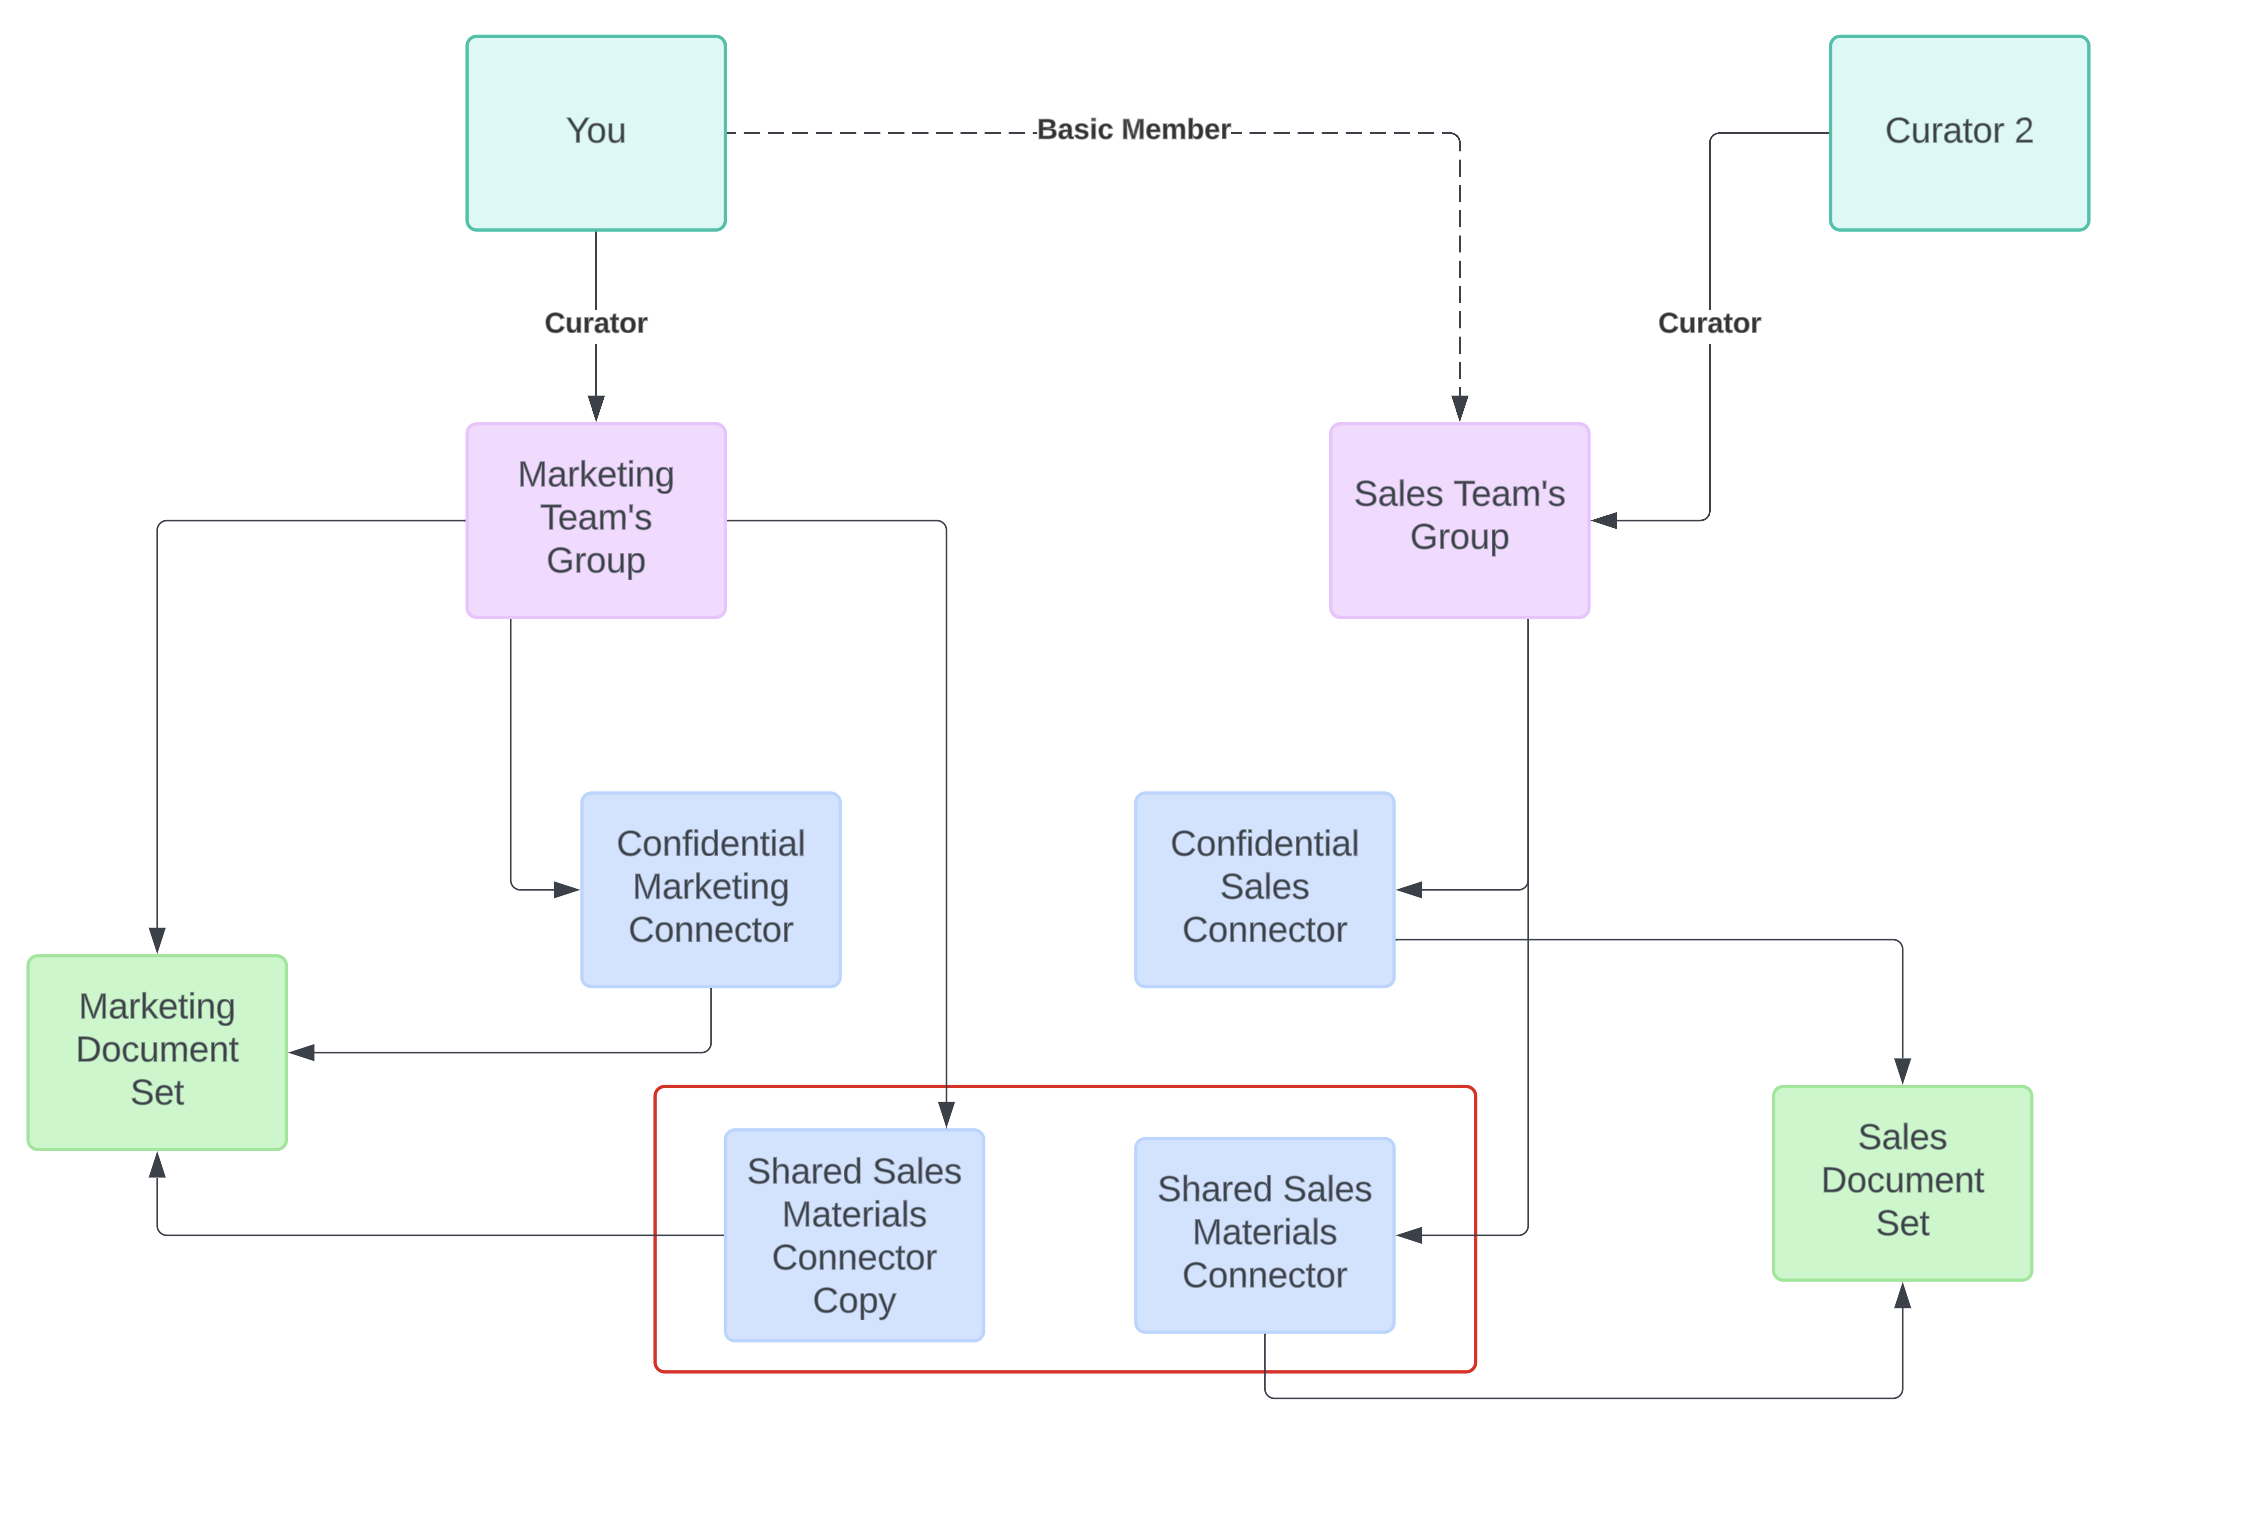 You
Basic Member
Curator 2
Curator
Curator
Marketing
Team's
Group
Sales Team's
Group
Confidential
Marketing
Connector
Confidential
Sales
Connector
Marketing
Document
Set
Shared Sales
Materials
Connector
Copy
Shared Sales
Materials
Connector
Sales
Document
Set